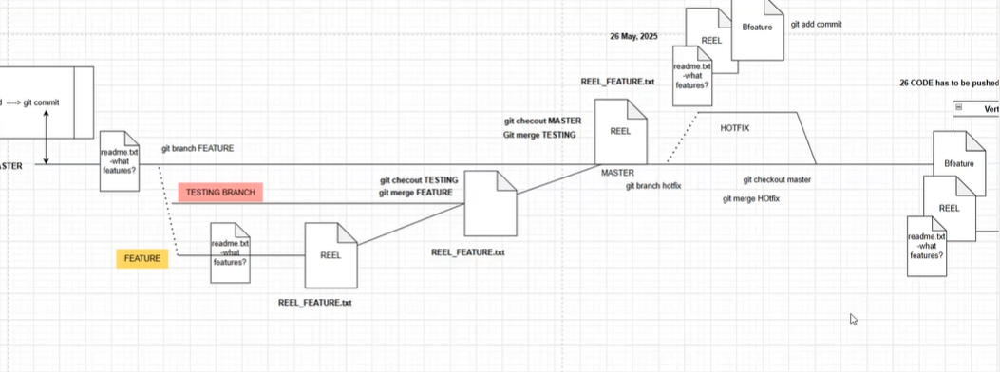 26 May, 2025
REEL
Bfeature
git add commit
readme.txt
-what
features?
REEL_FEATURE.txt
26 CODE has to be pushed
----> git commit
Vert
git checout MASTER
Git merge TESTING
REEL
HOTFIX
readme.txt
-what
features?
git branch FEATURE
STER
Bfeature
MASTER
git branch hotfix
git checkout master
git merge HOtfix
TESTING BRANCH
git checout TESTING
git merge FEATURE
REEL
readme.txt
-what
features?
FEATURE
readme.txt
-what
features?
REEL
REEL_FEATURE.txt
REEL_FEATURE.txt